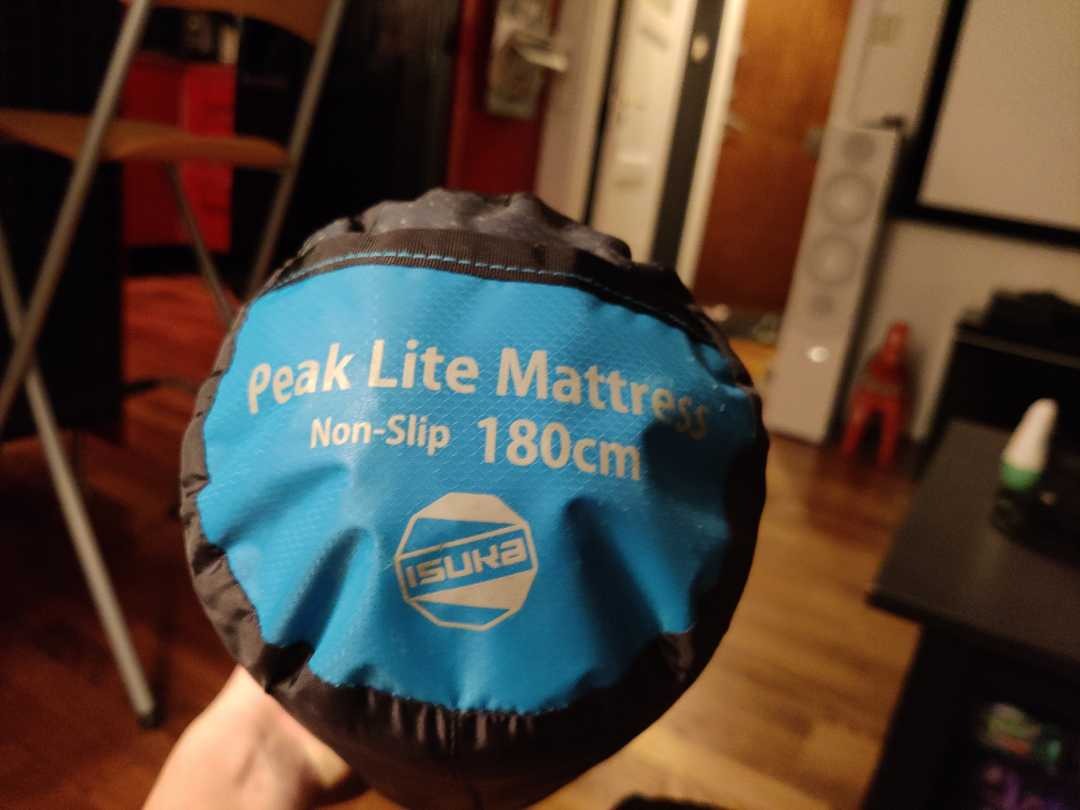 Peak Lite Mattress
Non-Slip 180cm
ISUKA